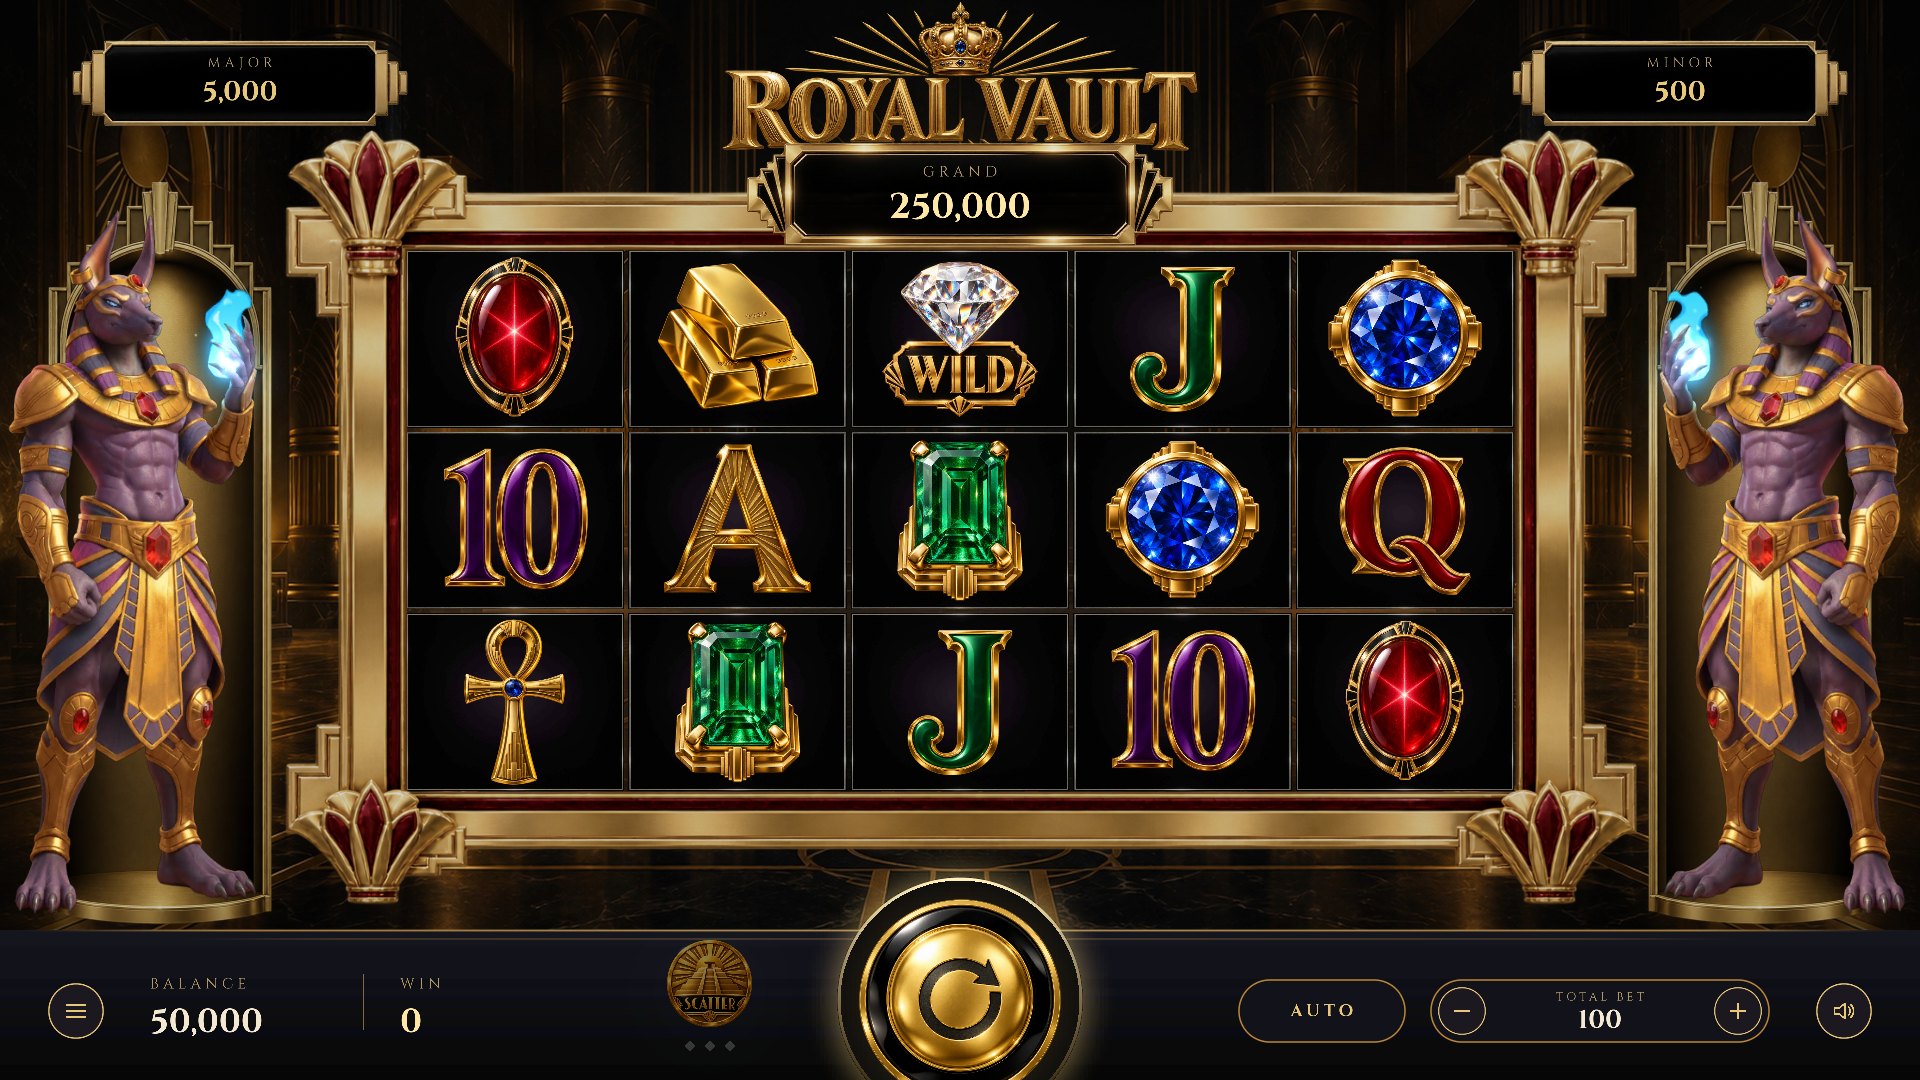 MAJOR
5,000
ROYAL VAULT
MINOR
500
GRAND
250,000
WILD
J
10
A
Q
J
10
BALANCE
50,000
WIN
0
SCATTER
AUTO
TOTAL BET
100